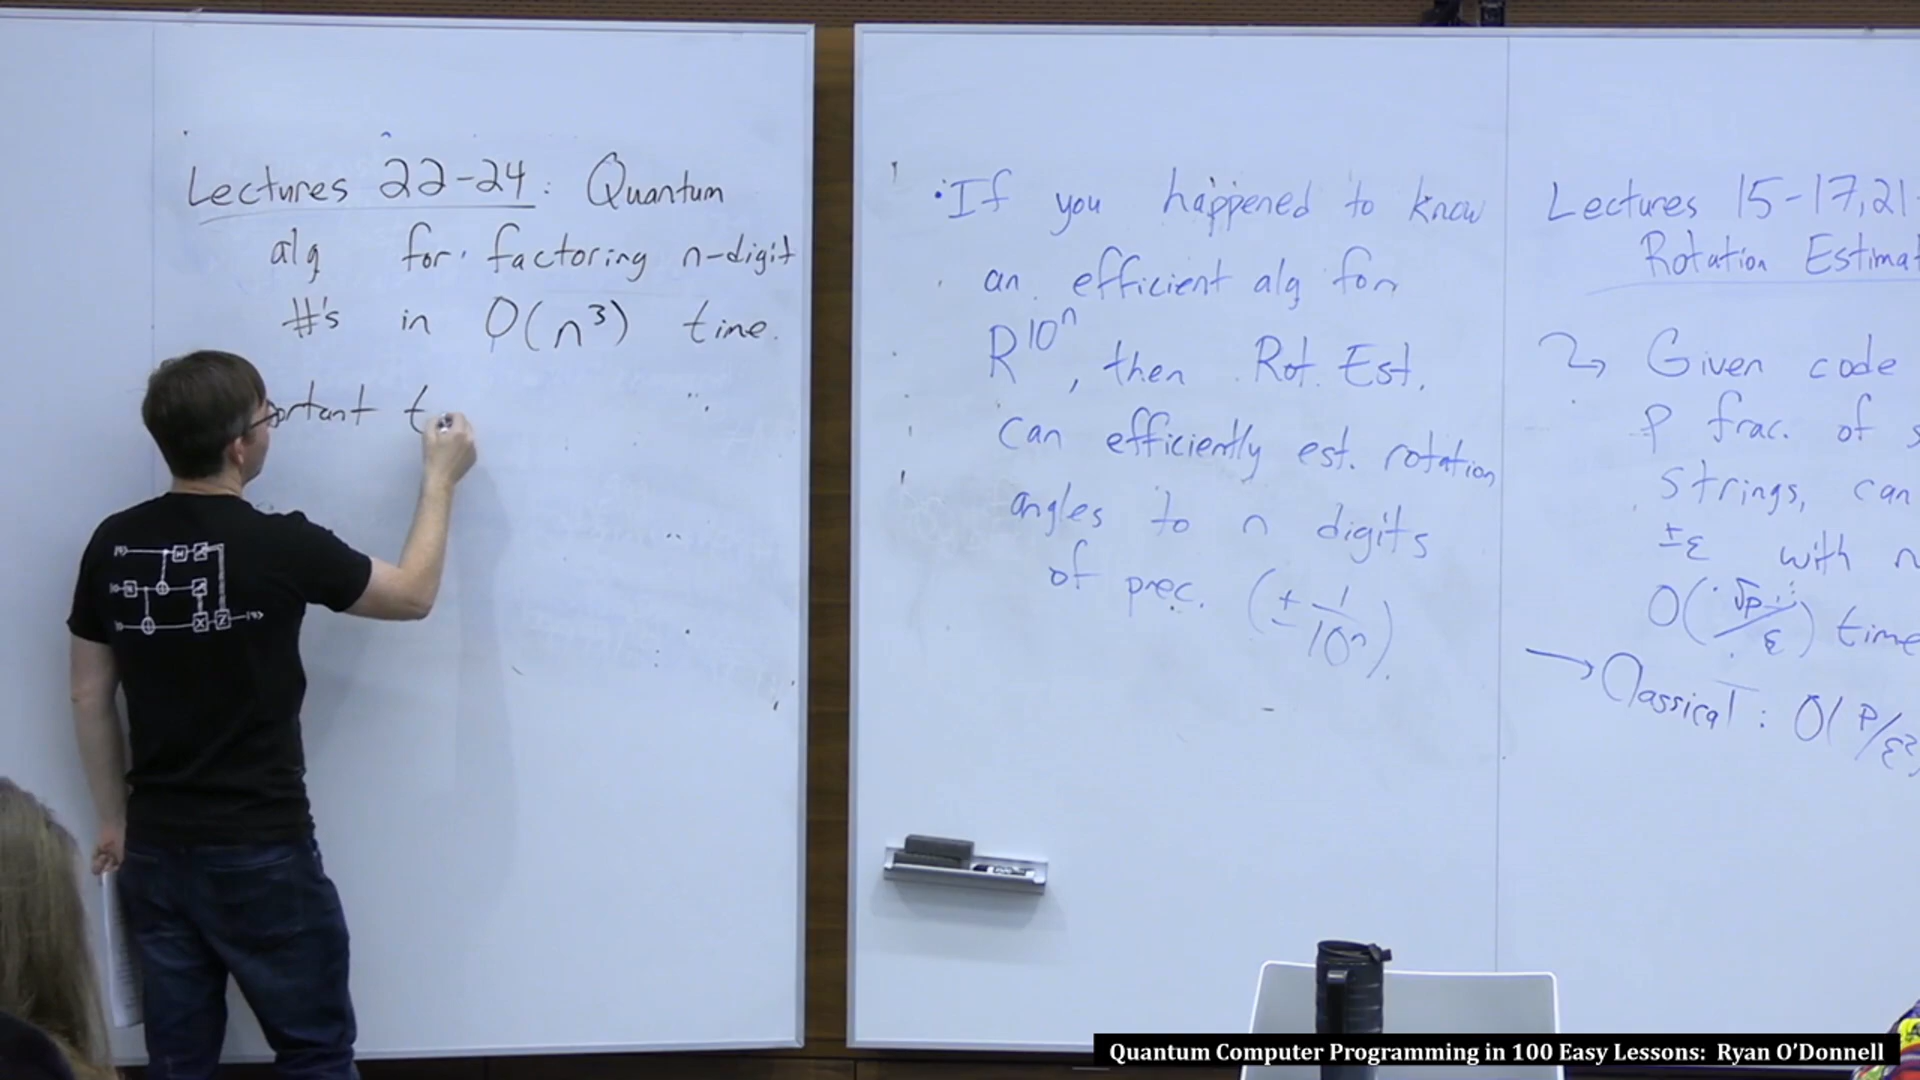 Lectures 22-24: Quantum
alg for factoring n-digit
#'s in O(n³) time.
ortant t
• If you happened to know
an efficient alg for
R^10^n, then Rot. Est.
can efficiently est. rotation
angles to n digits
of prec. (± 1/10^n).
Lectures 15-17, 21
Rotation Estimat
↳ Given code
p frac. of s
strings, can
±ε with n
O(√p/ε) time
→ Classical: O(p/ε²)
Quantum Computer Programming in 100 Easy Lessons: Ryan O'Donnell